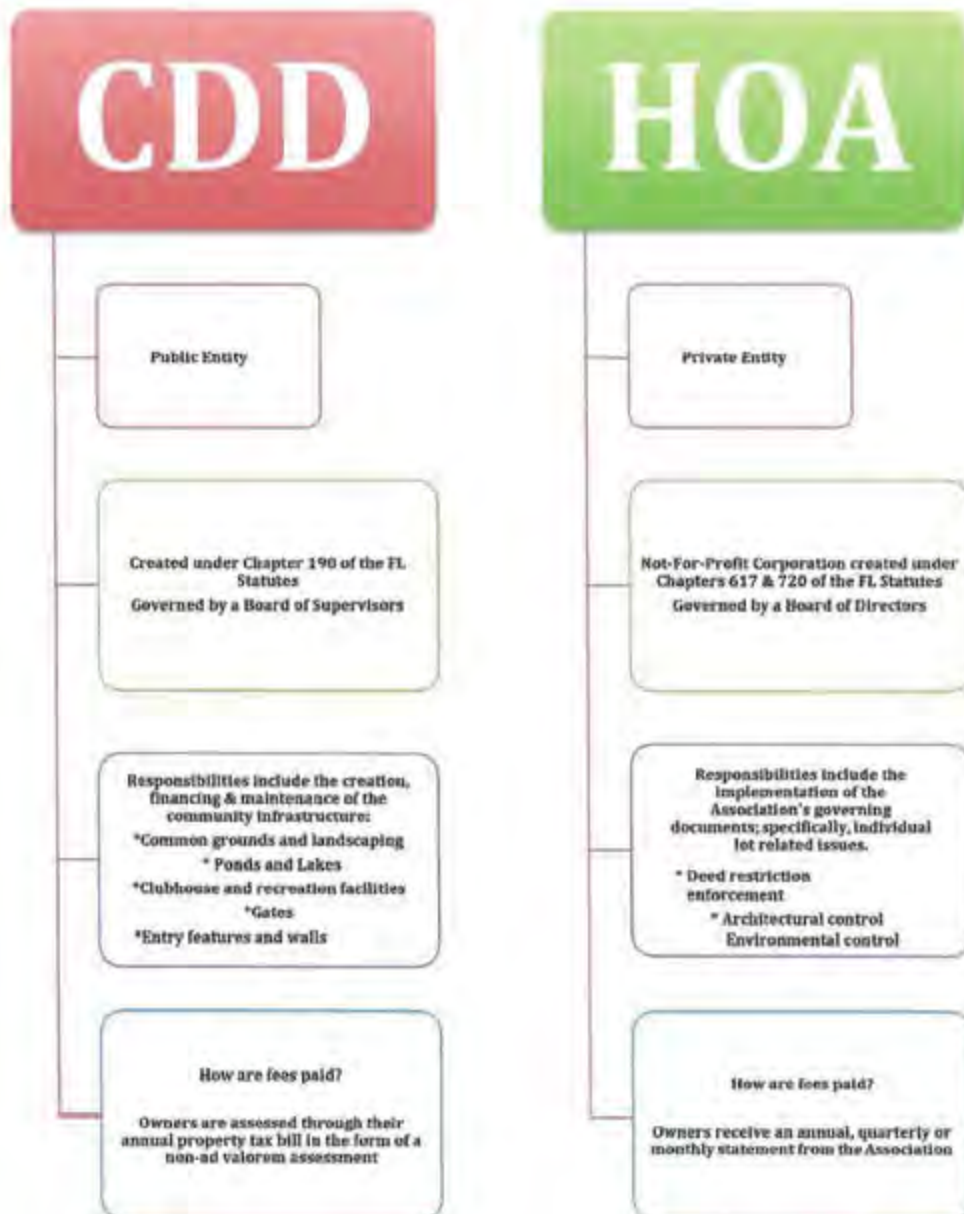 CDD
Public Entity
Created under Chapter 190 of the FL
Statutes
Governed by a Board of Supervisors
Responsibilities include the creation,
financing & maintenance of the
community infrastructure:
*Common grounds and landscaping
* Ponds and Lakes
*Clubhouse and recreation facilities
*Gates
*Entry features and walls
How are fees paid?
Owners are assessed through their
annual property tax bill in the form of a
non-ad valorem assessment
HOA
Private Entity
Not-For-Profit Corporation created under
Chapters 617 & 720 of the FL Statutes
Governed by a Board of Directors
Responsibilities include the
implementation of the
Association's governing
documents; specifically, individual
lot related issues.
* Deed restriction
enforcement
* Architectural control
Environmental control
How are fees paid?
Owners receive an annual, quarterly or
monthly statement from the Association